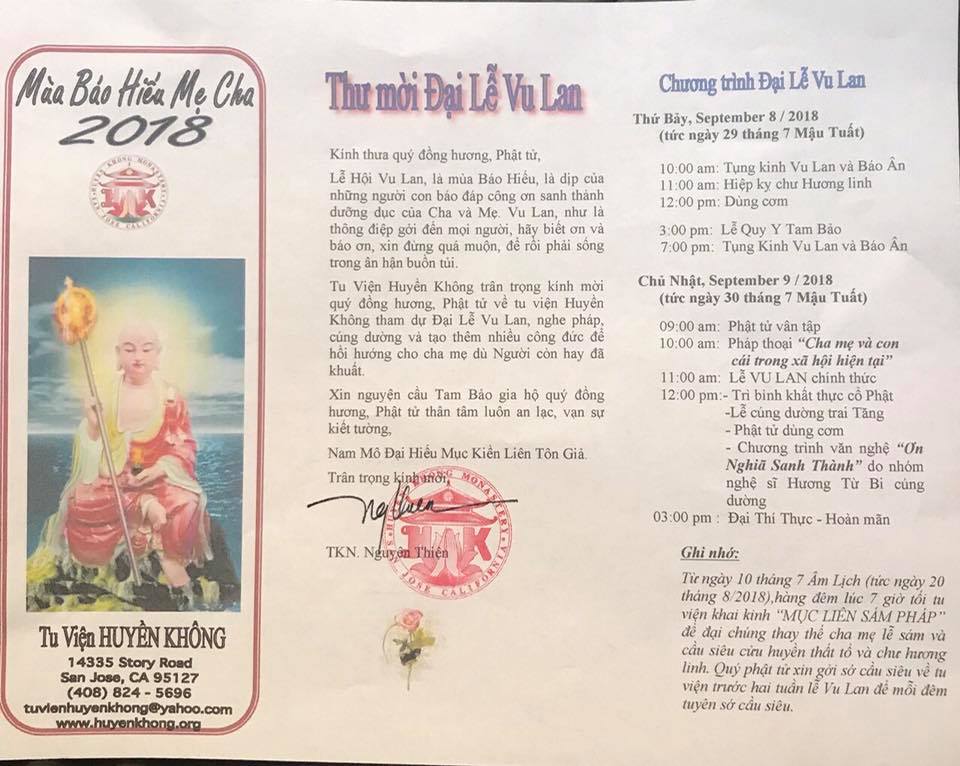 Mùa Báo Hiếu Mẹ Cha
2018
HUYEN KHONG MONASTERY
SAN JOSE CALIFORNIA
Tu Viện HUYỀN KHÔNG
14335 Story Road
San Jose, CA 95127
(408) 824 - 5696
tuvienhuyenkhong@yahoo.com
www.huyenkhong.org
Thư mời Đại Lễ Vu Lan
Kính thưa quý đồng hương, Phật tử,
Lễ Hội Vu Lan, là mùa Báo Hiếu, là dịp của
những người con báo đáp công ơn sanh thành
dưỡng dục của Cha và Mẹ. Vu Lan, như là
thông điệp gởi đến mọi người, hãy biết ơn và
báo ơn, xin đừng quá muộn, để rồi phải sống
trong ân hận buồn tủi.
Tu Viện Huyền Không trân trọng kính mời
quý đồng hương, Phật tử về tu viện Huyền
Không tham dự Đại Lễ Vu Lan, nghe pháp,
cúng dường và tạo thêm nhiều công đức để
hồi hướng cho cha mẹ dù Người còn hay đã
khuất.
Xin nguyện cầu Tam Bảo gia hộ quý đồng
hương, Phật tử thân tâm luôn an lạc, vạn sự
kiết tường,
Nam Mô Đại Hiếu Mục Kiền Liên Tôn Giả.
Trân trọng kính mời,
TKN. Nguyên Thiện
HUYEN KHONG MONASTERY
SAN JOSE CALIFORNIA
Chương trình Đại Lễ Vu Lan
Thứ Bảy, September 8 / 2018
(tức ngày 29 tháng 7 Mậu Tuất)
10:00 am: Tụng kinh Vu Lan và Báo Ân
11:00 am: Hiệp kỵ chư Hương linh
12:00 pm: Dùng cơm
3:00 pm: Lễ Quy Y Tam Bảo
7:00 pm: Tụng Kinh Vu Lan và Báo Ân
Chủ Nhật, September 9 / 2018
(tức ngày 30 tháng 7 Mậu Tuất)
09:00 am: Phật tử vân tập
10:00 am: Pháp thoại “Cha mẹ và con
cái trong xã hội hiện tại”
11:00 am: Lễ VU LAN chính thức
12:00 pm:- Trì bình khất thực cổ Phật
-Lễ cúng dường trai Tăng
- Phật tử dùng cơm
- Chương trình văn nghệ “Ơn
Nghiã Sanh Thành” do nhóm
nghệ sĩ Hương Từ Bi cúng
dường
03:00 pm : Đại Thí Thực - Hoàn mãn
Ghi nhớ:
Từ ngày 10 tháng 7 Âm Lịch (tức ngày 20
tháng 8/2018),hàng đêm lúc 7 giờ tối tu
viện khai kinh “MỤC LIÊN SÁM PHÁP”
để đại chúng thay thế cha mẹ lễ sám và
cầu siêu cửu huyền thất tổ và chư hương
linh. Quý phật tử xin gởi sớ cầu siêu về tu
viện trước hai tuần lễ Vu Lan để mỗi đêm
tuyên sớ cầu siêu.